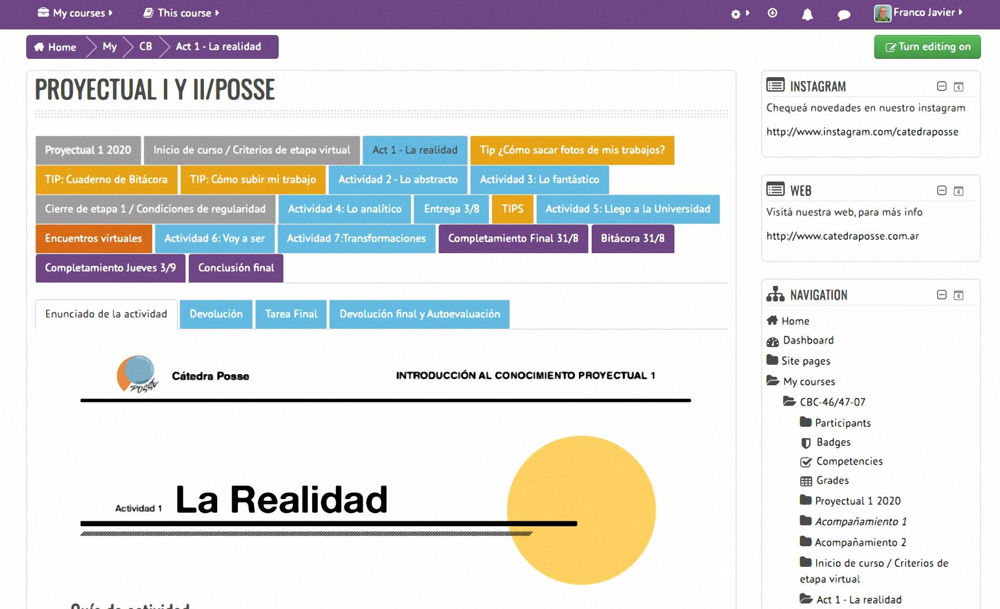 My courses
This course
Franco Javier
Home
My
CB
Act 1 - La realidad
Turn editing on
PROYECTUAL I Y II/POSSE
Proyectual 1 2020
Inicio de curso / Criterios de etapa virtual
Act 1 - La realidad
Tip ¿Cómo sacar fotos de mis trabajos?
TIP: Cuaderno de Bitácora
TIP: Cómo subir mi trabajo
Actividad 2 - Lo abstracto
Actividad 3: Lo fantástico
Cierre de etapa 1 / Condiciones de regularidad
Actividad 4: Lo analítico
Entrega 3/8
TIPS
Actividad 5: Llego a la Universidad
Encuentros virtuales
Actividad 6: Voy a ser
Actividad 7:Transformaciones
Completamiento Final 31/8
Bitácora 31/8
Completamiento Jueves 3/9
Conclusión final
Enunciado de la actividad
Devolución
Tarea Final
Devolución final y Autoevaluación
POSSE
Cátedra Posse
INTRODUCCIÓN AL CONOCIMIENTO PROYECTUAL 1
Actividad 1
La Realidad
Guía de actividad
INSTAGRAM
Chequeá novedades en nuestro instagram
http://www.instagram.com/catedraposse
WEB
Visitá nuestra web, para más info
http://www.catedraposse.com.ar
NAVIGATION
Home
Dashboard
Site pages
My courses
CBC-46/47-07
Participants
Badges
Competencies
Grades
Proyectual 1 2020
Acompañamiento 1
Acompañamiento 2
Inicio de curso / Criterios de
etapa virtual
Act 1 - La realidad